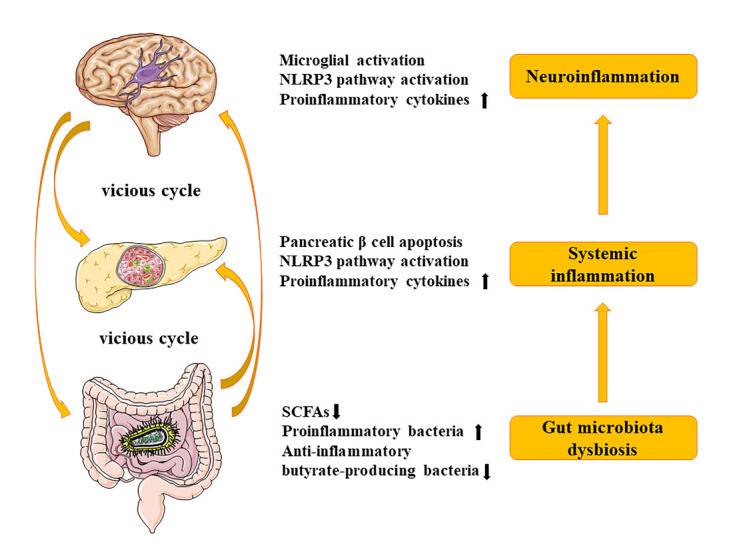 Microglial activation
NLRP3 pathway activation
Proinflammatory cytokines
Neuroinflammation
vicious cycle
Pancreatic β cell apoptosis
NLRP3 pathway activation
Proinflammatory cytokines
Systemic
inflammation
vicious cycle
SCFAs
Proinflammatory bacteria
Anti-inflammatory
butyrate-producing bacteria
Gut microbiota
dysbiosis